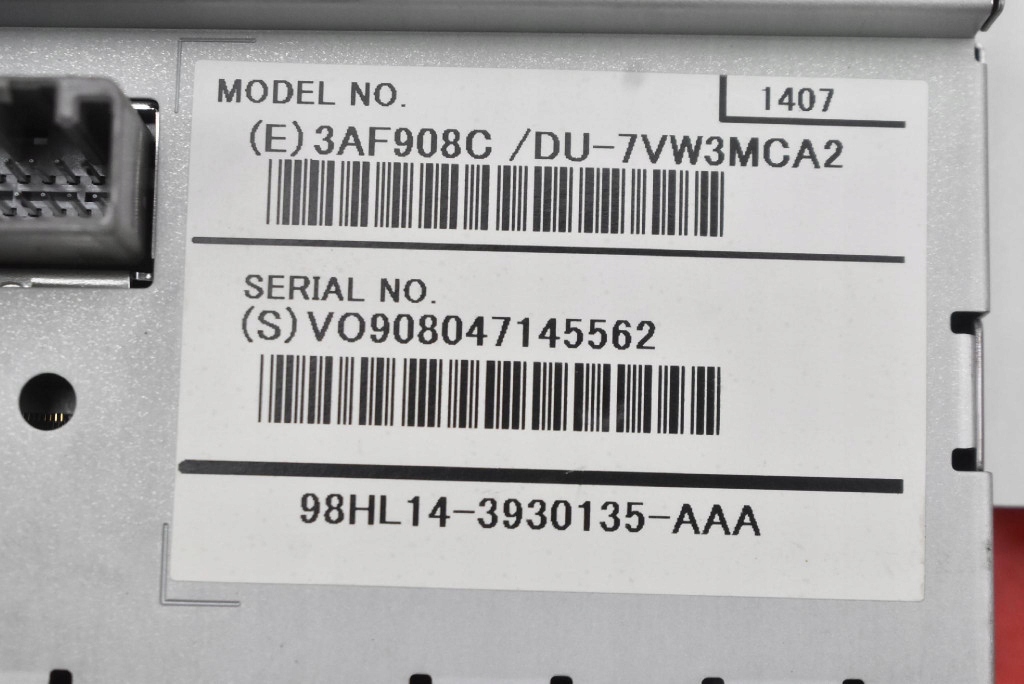 MODEL NO.
1407
(E)3AF908C /DU-7VW3MCA2
SERIAL NO.
(S)VO908047145562
98HL14-3930135-AAA